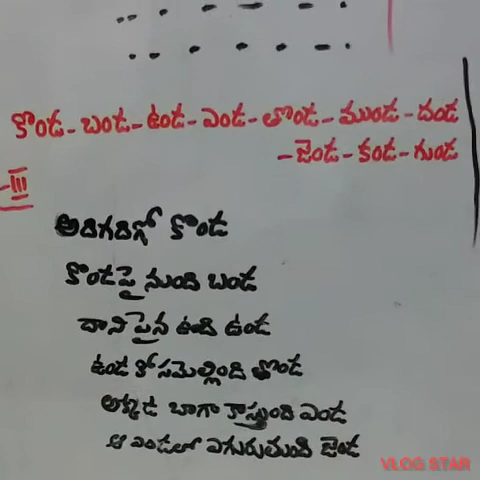 కొండ - బండ - ఉండ - ఎండ - తొండ - ముండ - దండ
- జెండ - కండ - గుండ
III
అదిగదిగ్గో కొండ
కొండపై నుంది బండ
దాని పైన ఉంది ఉండ
ఉండ కోసమెల్లింది తొండ
అక్కడ బాగా కాస్తుంది ఎండ
ఆ ఎండలో ఎగురుతుంది జెండ
VLOG STAR